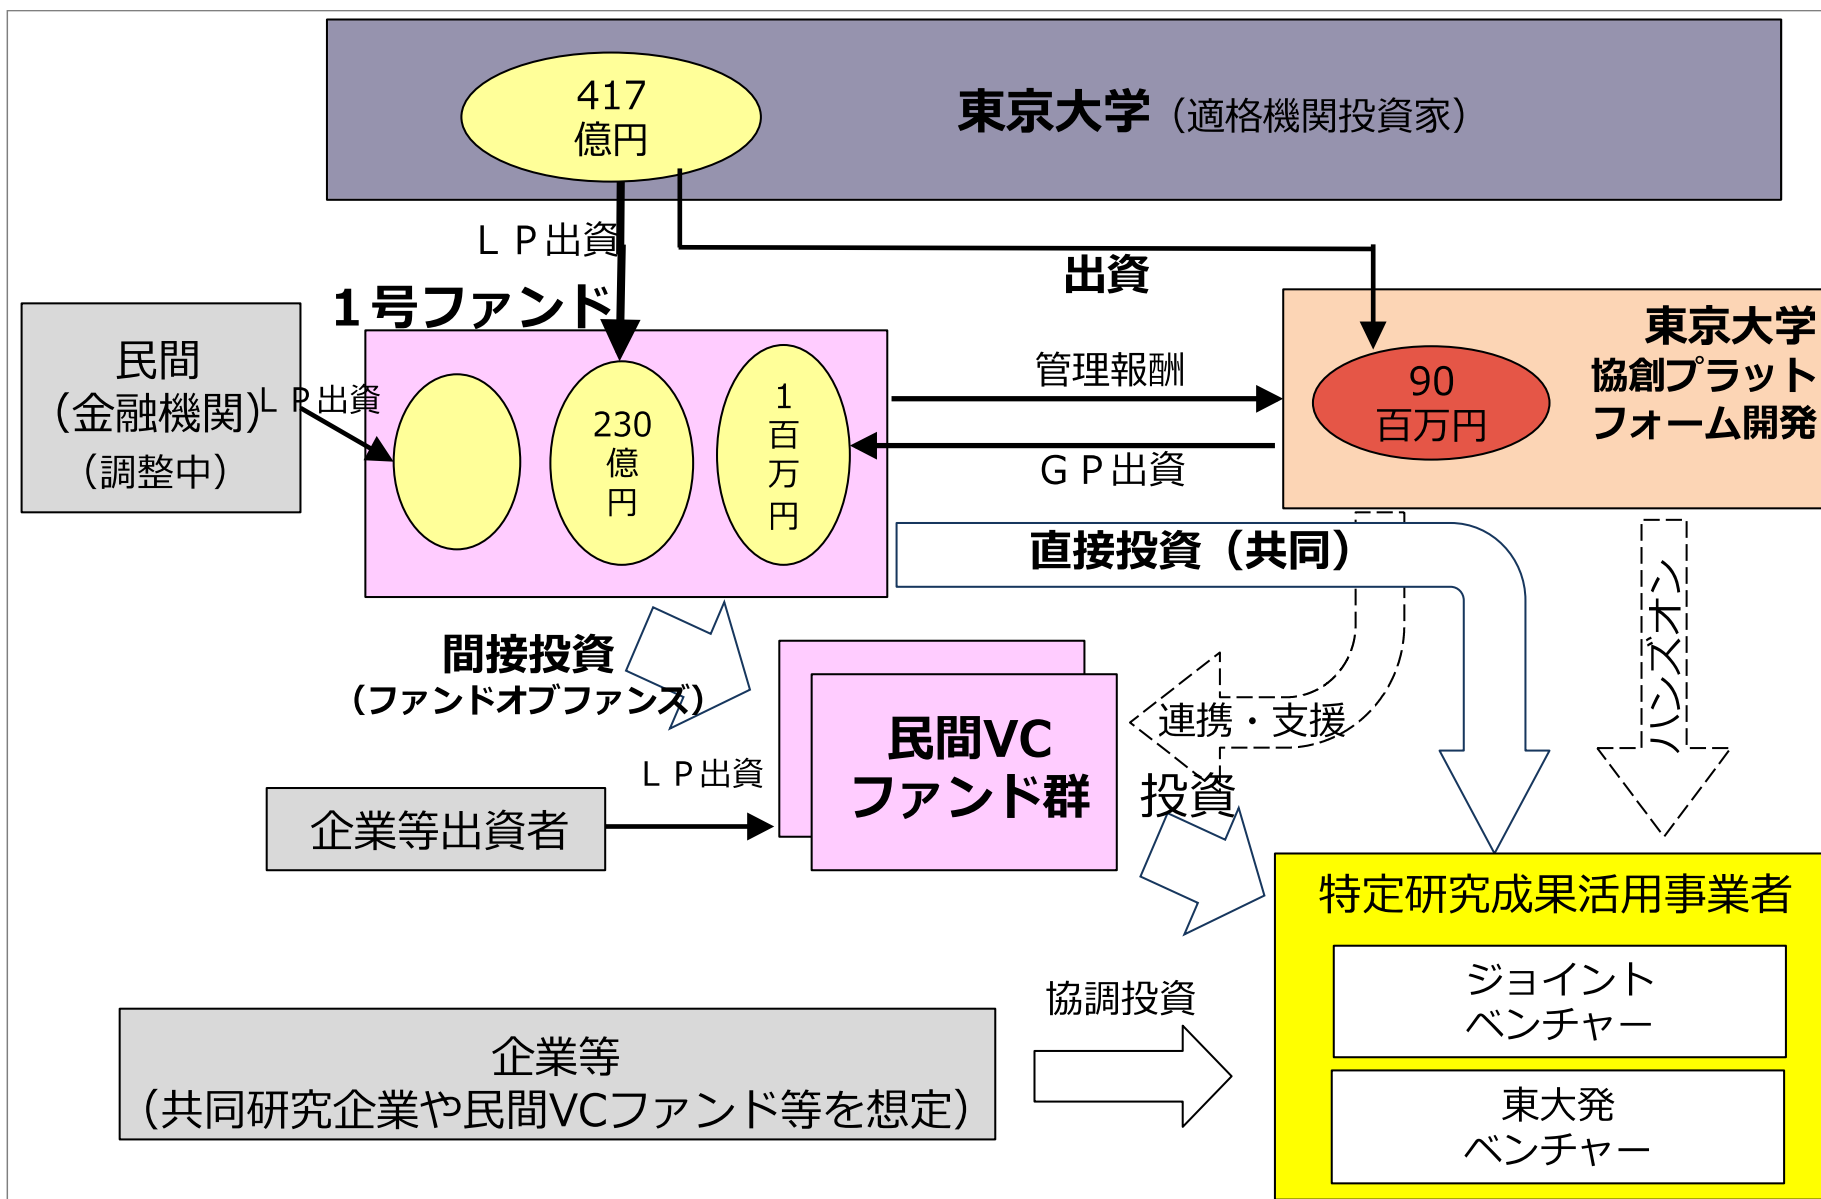 417
億円
東京大学（適格機関投資家）
ＬＰ出資
出資
１号ファンド
民間
（金融機関）
（調整中）
ＬＰ出資
230
億
円
1
百
万
円
管理報酬
ＧＰ出資
90
百万円
東京大学
協創プラット
フォーム開発
直接投資（共同）
ハンズオン
間接投資
（ファンドオブファンズ）
連携・支援
民間VC
ファンド群
ＬＰ出資
企業等出資者
投資
特定研究成果活用事業者
ジョイント
ベンチャー
東大発
ベンチャー
協調投資
企業等
（共同研究企業や民間VCファンド等を想定）